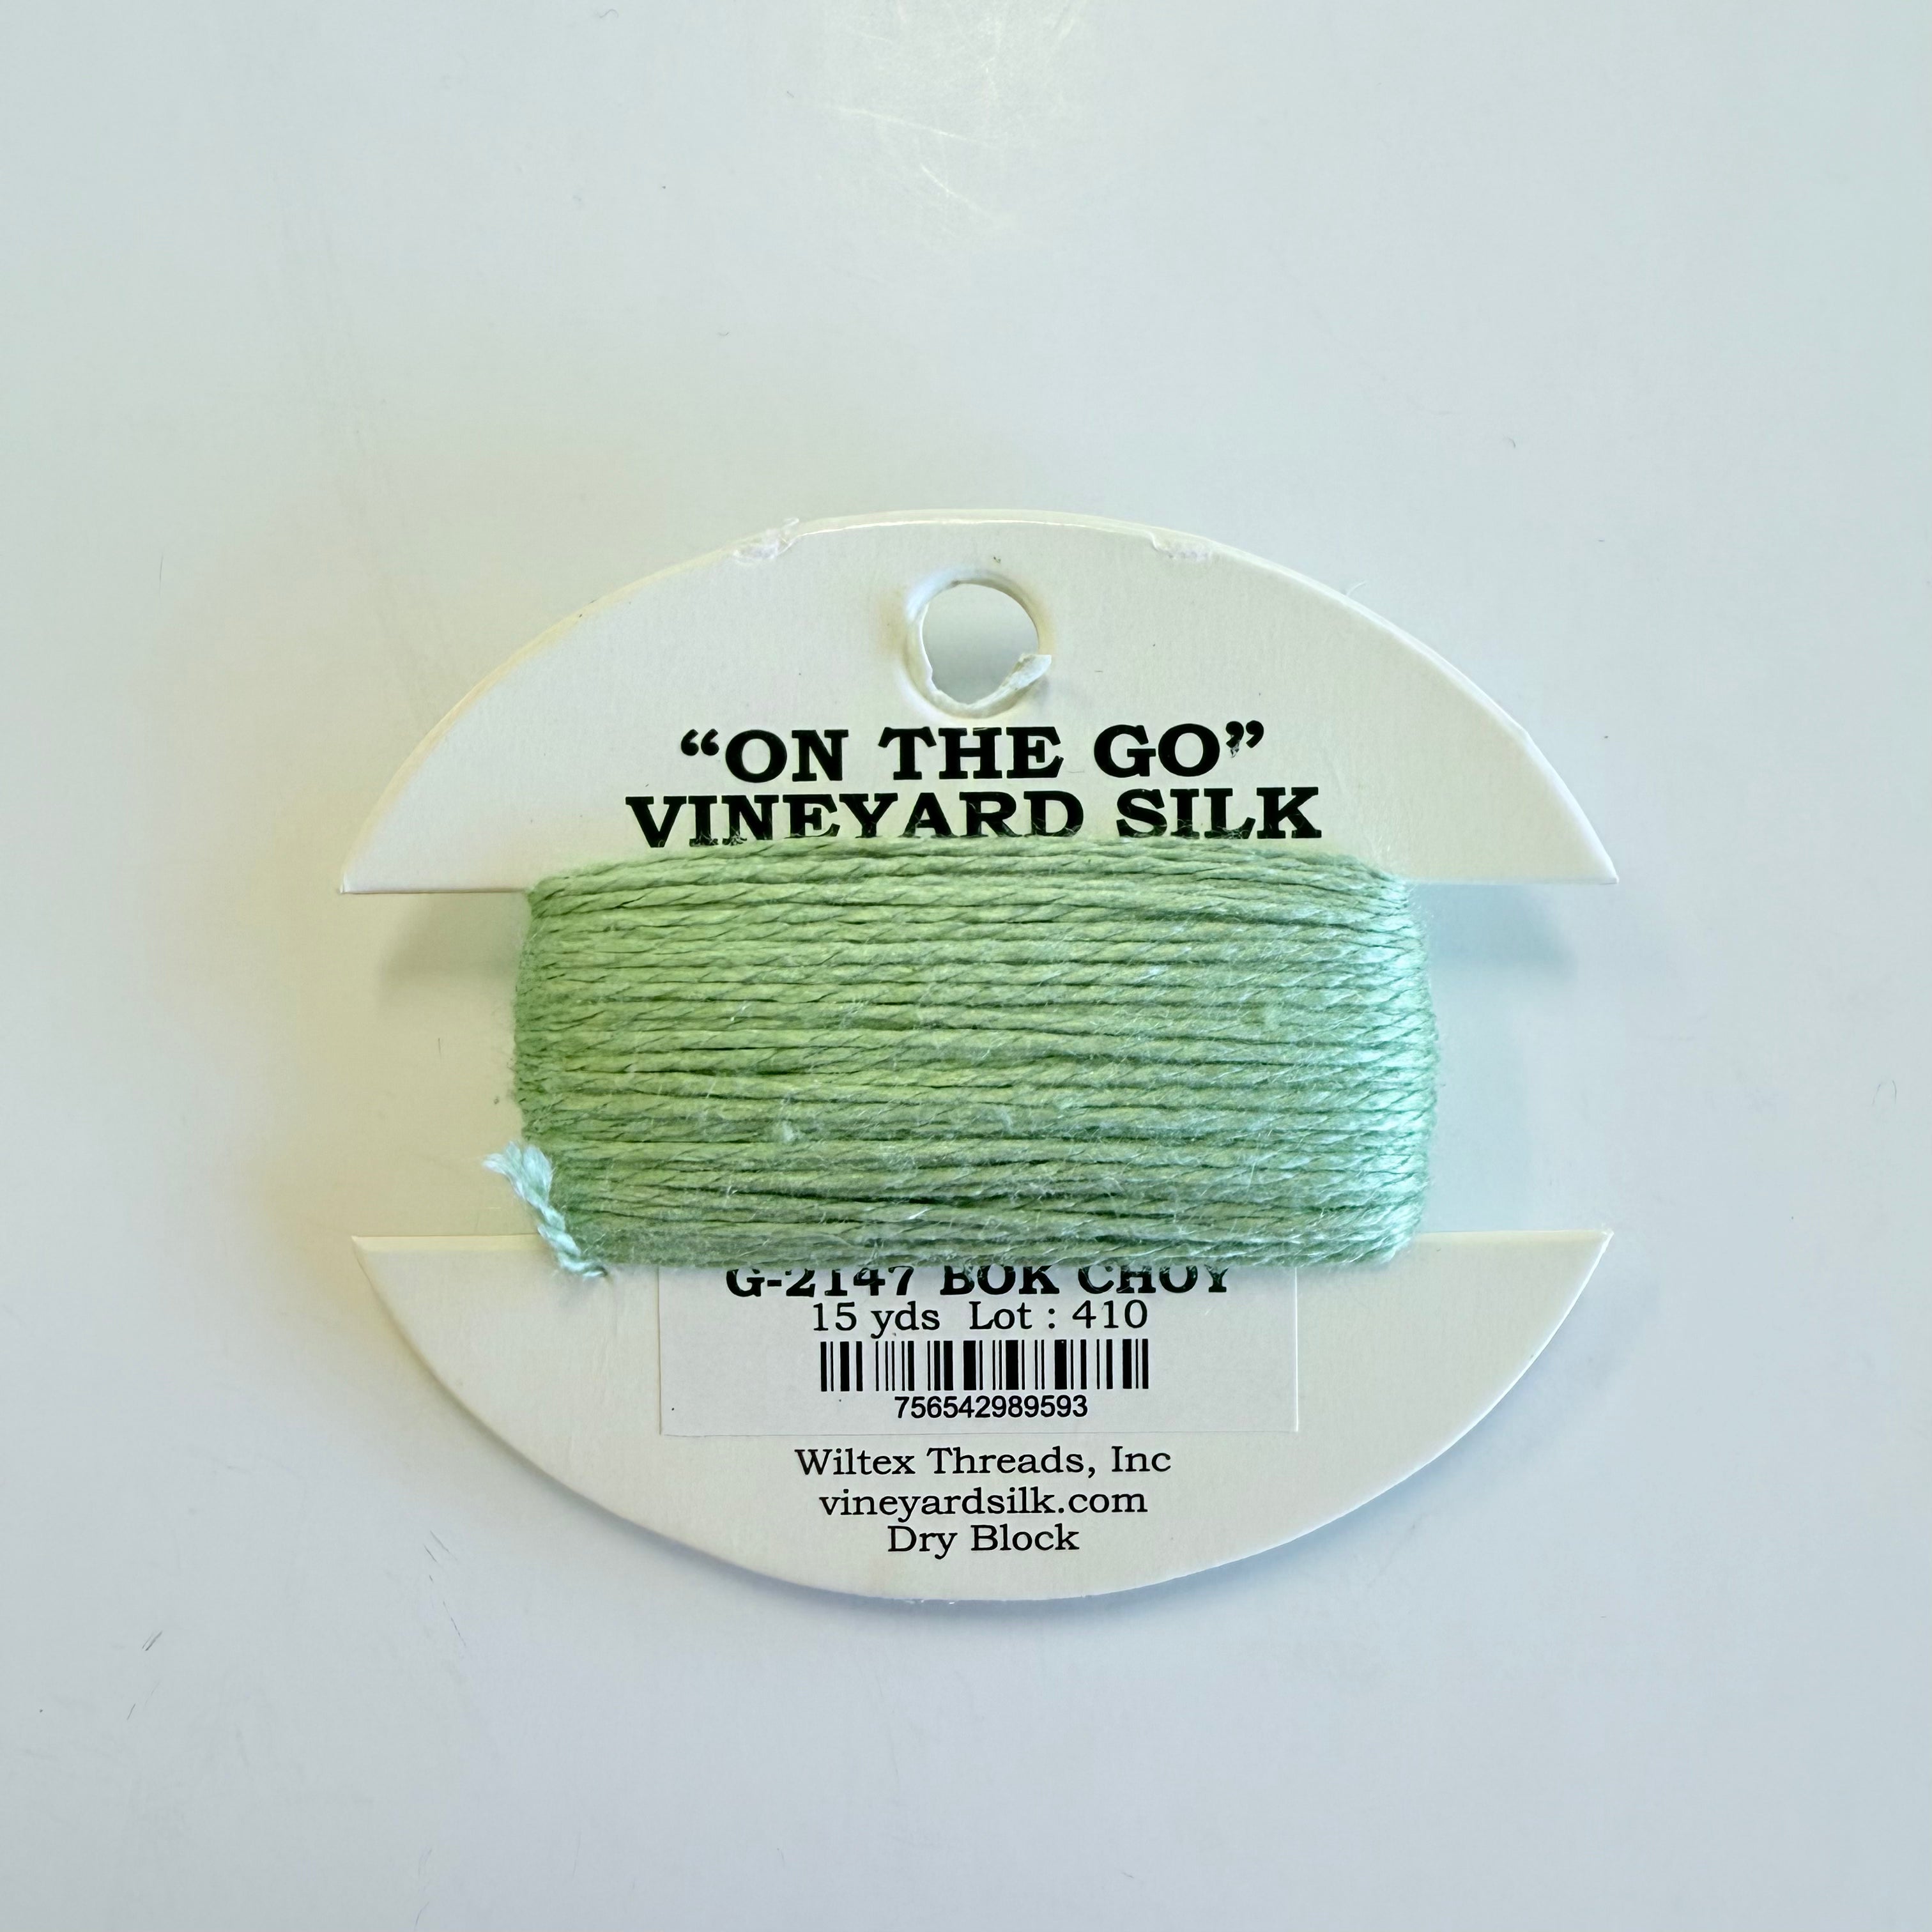 “ON THE GO”
VINEYARD SILK
G-2147 BOK CHOY
15 yds Lot : 410
756542989593
Wiltex Threads, Inc
vineyardsilk.com
Dry Block